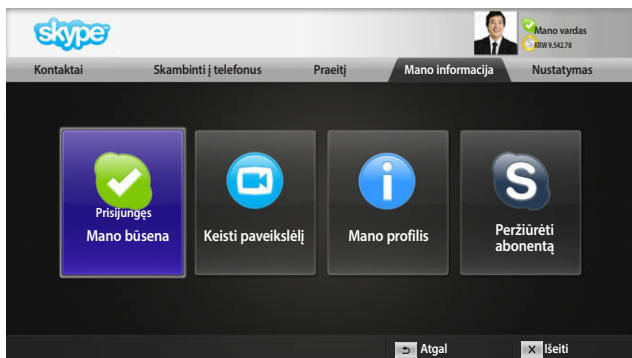 skype
Mano vardas
KRW 9.542.78
Kontaktai
Skambinti į telefonus
Praeitį
Mano informacija
Nustatymas
Prisijungęs
Mano būsena
Keisti paveikslėlį
Mano profilis
Peržiūrėti
abonentą
Atgal
Išeiti